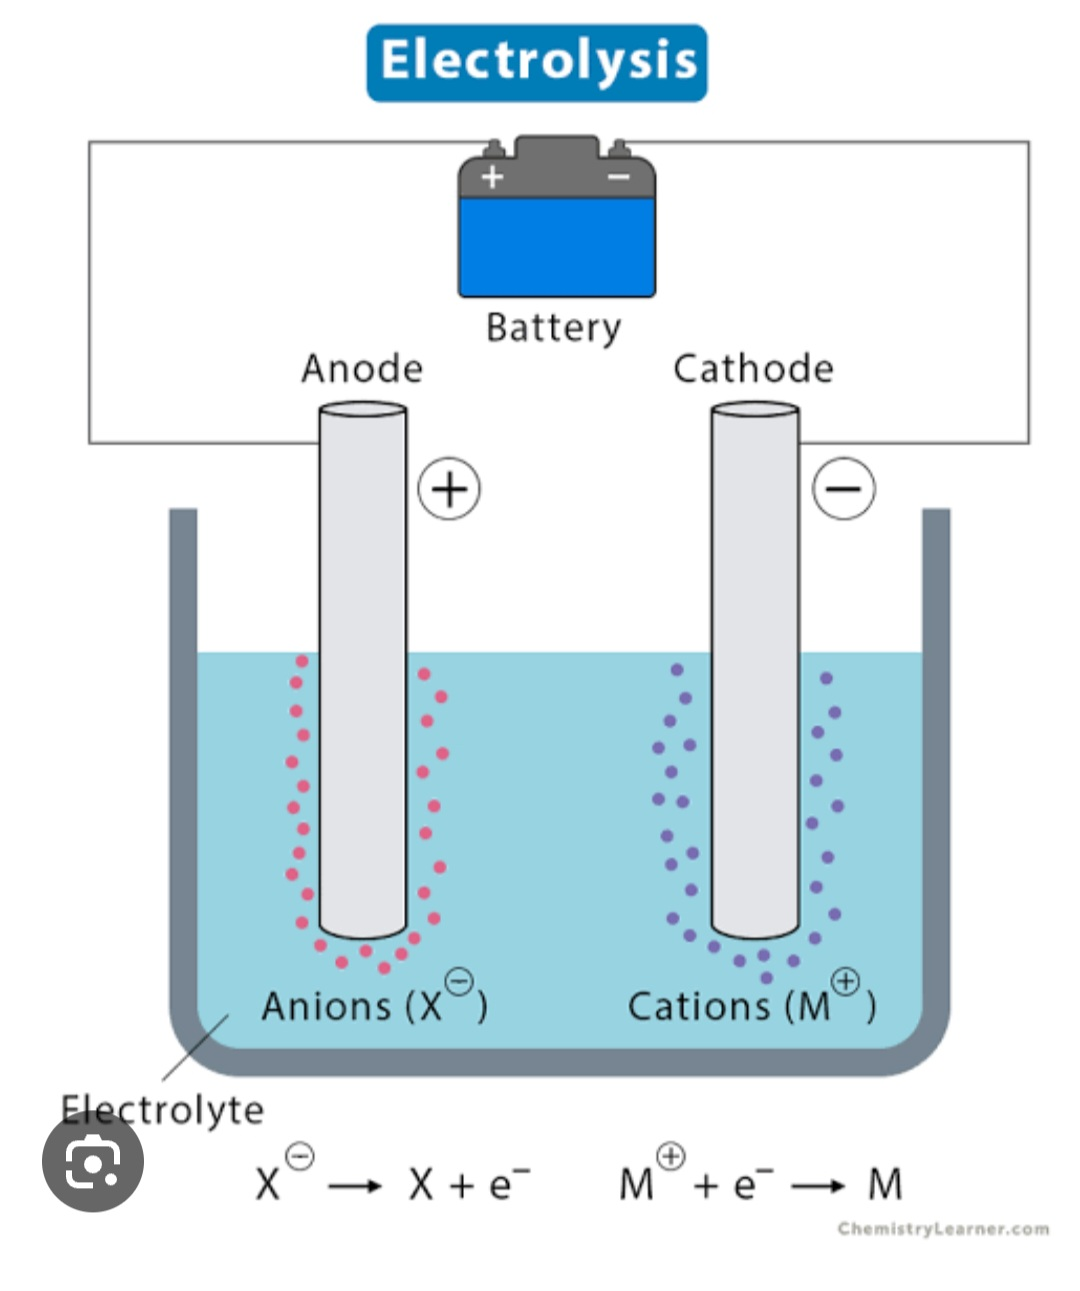 Electrolysis
+ −
Battery
Anode Cathode
+ −
Anions (X⊖) Cations (M⊕)
Electrolyte
X⊖ → X + e⁻ M⊕ + e⁻ → M
ChemistryLearner.com